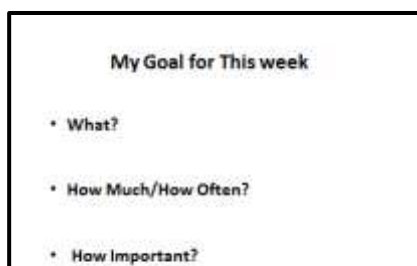 My Goal for This week
• What?
• How Much/How Often?
• How Important?